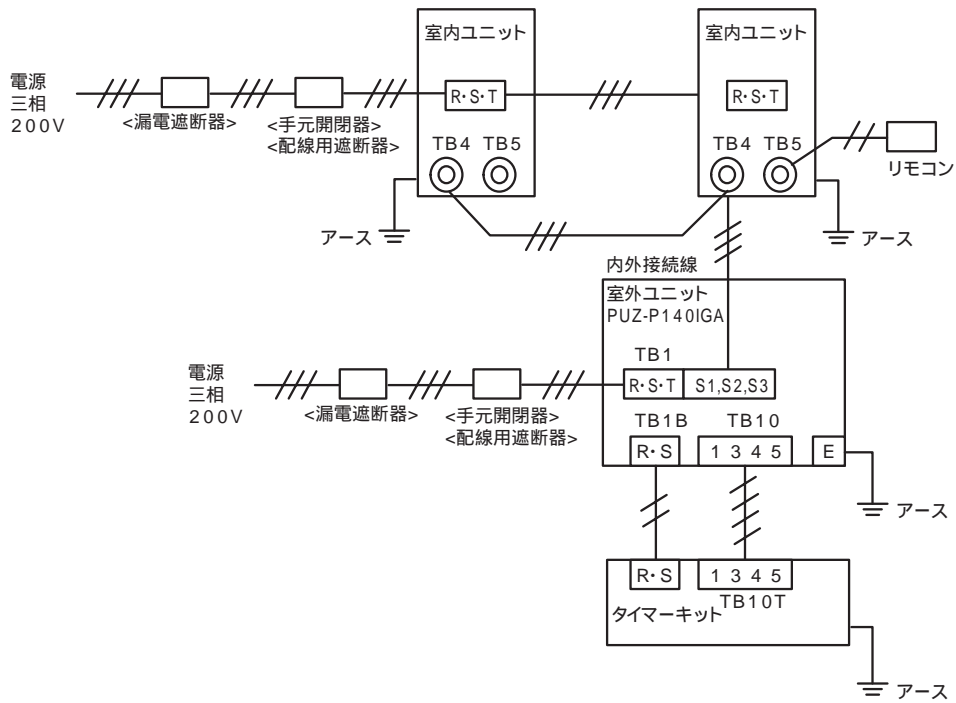 室内ユニット
室内ユニット
電源
三相
200V
R・S・T
R・S・T
<漏電遮断器>
<手元開閉器>
<配線用遮断器>
TB4 TB5
TB4 TB5
リモコン
アース
アース
内外接続線
室外ユニット
PUZ-P140IGA
TB1
電源
三相
200V
R・S・T
S1,S2,S3
<漏電遮断器>
<手元開閉器>
<配線用遮断器>
TB1B
TB10
R・S
1 3 4 5
E
アース
R・S
1 3 4 5
TB10T
タイマーキット
アース